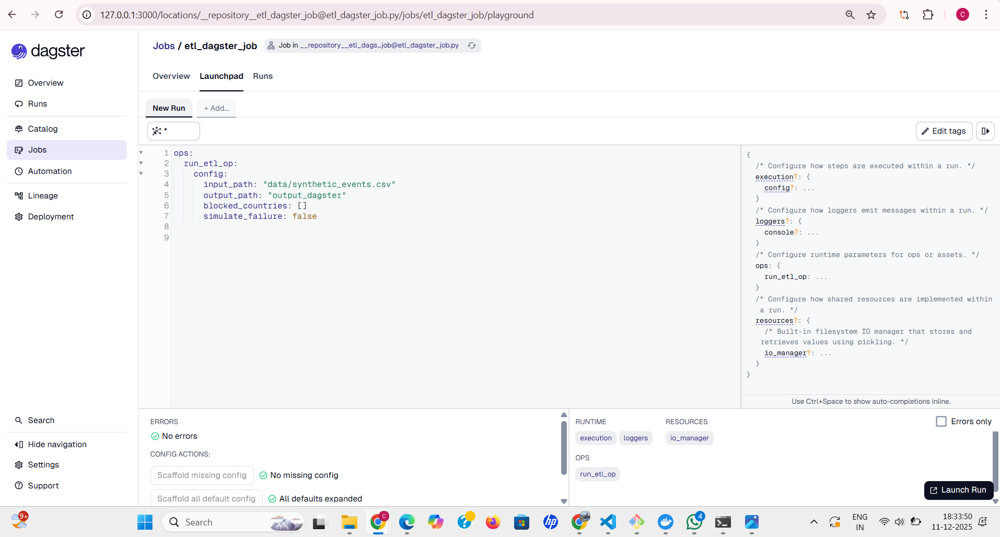 127.0.0.1:3000/locations/__repository__etl_dagster_job@etl_dagster_job.py/jobs/etl_dagster_job/playground
C
dagster
Overview
Runs
Catalog
Jobs
Automation
Lineage
Deployment
Search
Hide navigation
Settings
Support
Jobs / etl_dagster_job
Job in __repository__etl_dags...job@etl_dagster_job.py
Overview Launchpad Runs
New Run + Add...
*
Edit tags
1 ops:
2 run_etl_op:
3 config:
4 input_path: "data/synthetic_events.csv"
5 output_path: "output_dagster"
6 blocked_countries: []
7 simulate_failure: false
8
9
{
/* Configure how steps are executed within a run. */
execution?: {
config?: ...
}
/* Configure how loggers emit messages within a run. */
loggers?: {
console?: ...
}
/* Configure runtime parameters for ops or assets. */
ops: {
run_etl_op: ...
}
/* Configure how shared resources are implemented within
a run. */
resources?: {
/* Built-in filesystem IO manager that stores and
retrieves values using pickling. */
io_manager?: ...
}
}
Use Ctrl+Space to show auto-completions inline.
ERRORS
No errors
CONFIG ACTIONS:
Scaffold missing config No missing config
Scaffold all default config All defaults expanded
RUNTIME RESOURCES
execution loggers io_manager
OPS
run_etl_op
Errors only
Launch Run
9+
Search
C
?
hp
4
ENG
IN
18:33:50
11-12-2025